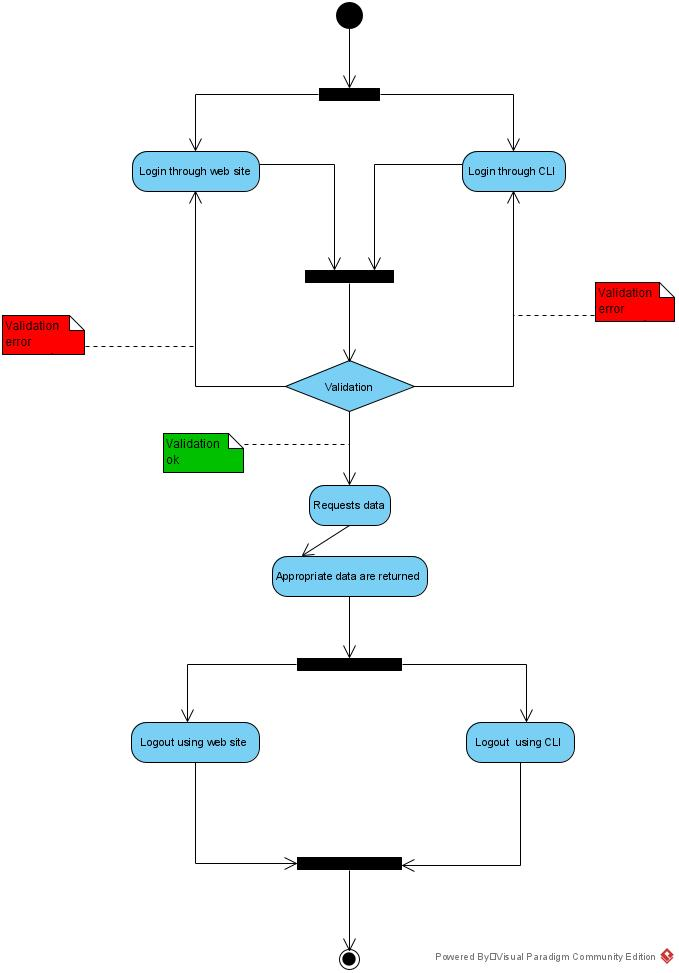 Login through web site
Login through CLI
Validation
error
Validation
error
Validation
Validation
ok
Requests data
Appropriate data are returned
Logout using web site
Logout  using CLI
Powered By□Visual Paradigm Community Edition